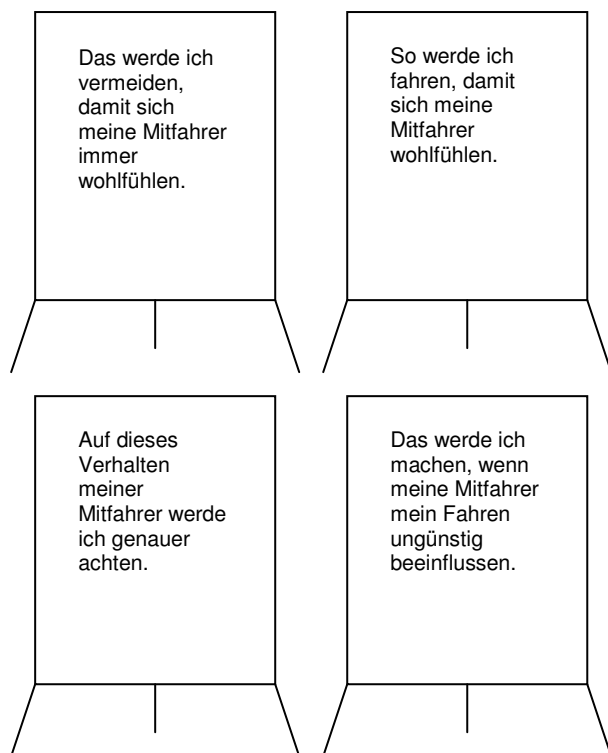 Das werde ich
vermeiden,
damit sich
meine Mitfahrer
immer
wohlfühlen.
So werde ich
fahren, damit
sich meine
Mitfahrer
wohlfühlen.
Auf dieses
Verhalten
meiner
Mitfahrer werde
ich genauer
achten.
Das werde ich
machen, wenn
meine Mitfahrer
mein Fahren
ungünstig
beeinflussen.